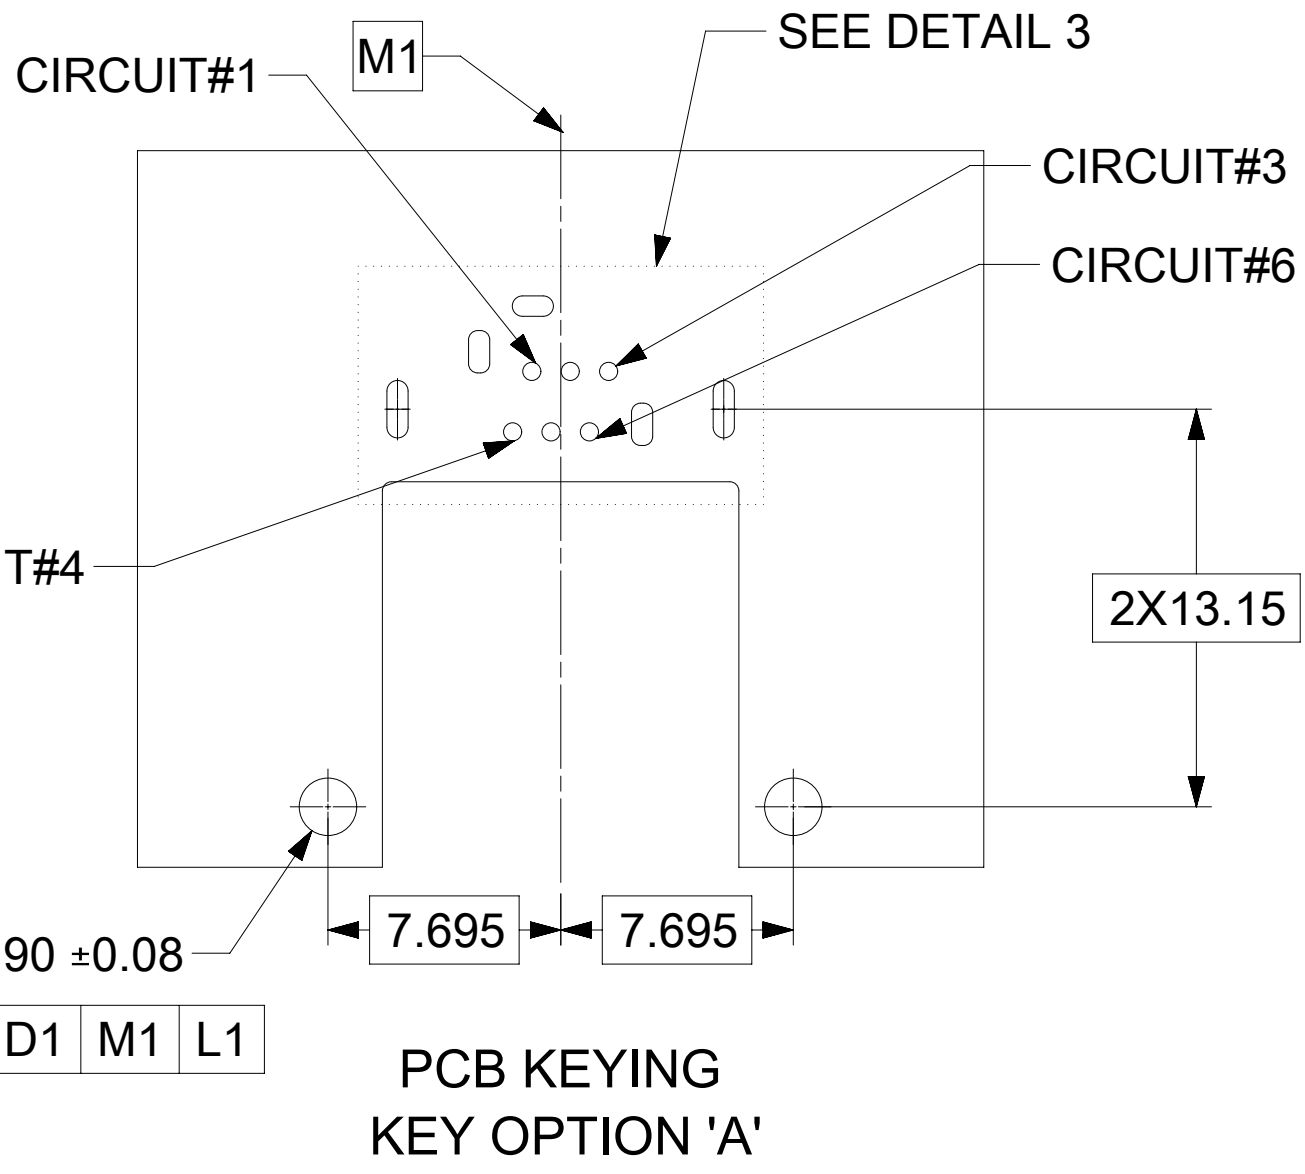 SEE DETAIL 3
M1
CIRCUIT#1
CIRCUIT#3
CIRCUIT#6
T#4
2X13.15
7.695 7.695
90 ±0.08
D1 M1 L1
PCB KEYING
KEY OPTION 'A'